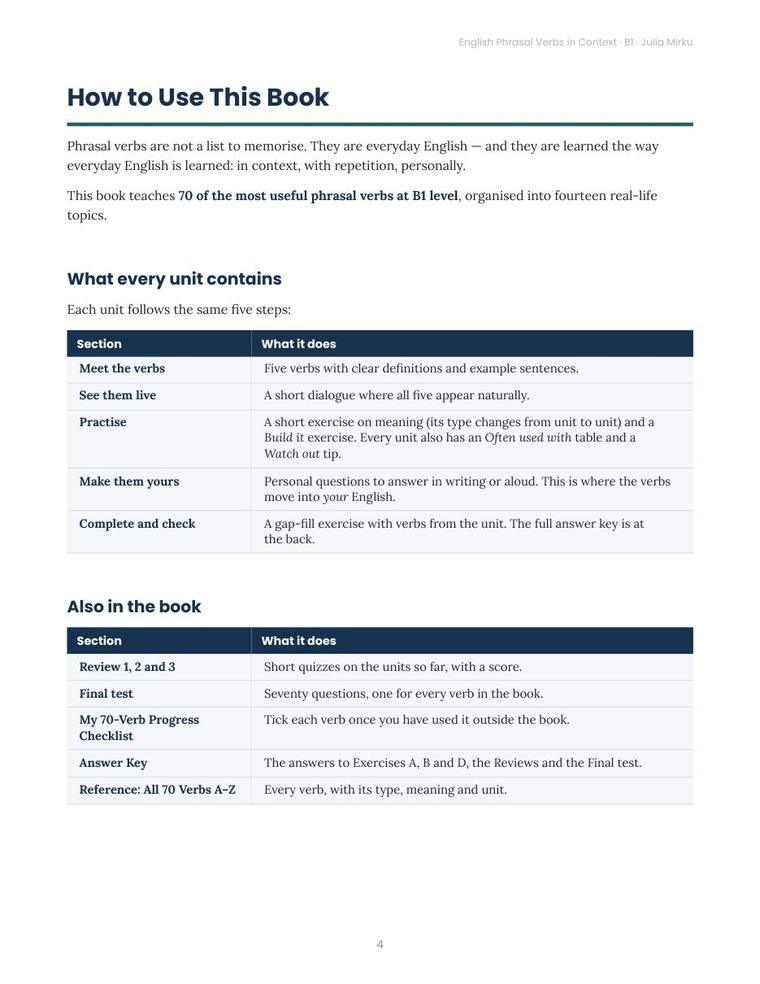 English Phrasal Verbs in Context · B1 · Julia Mirku
How to Use This Book
Phrasal verbs are not a list to memorise. They are everyday English — and they are learned the way
everyday English is learned: in context, with repetition, personally.
This book teaches 70 of the most useful phrasal verbs at B1 level, organised into fourteen real-life
topics.
What every unit contains
Each unit follows the same five steps:
Section What it does
Meet the verbs Five verbs with clear definitions and example sentences.
See them live A short dialogue where all five appear naturally.
Practise A short exercise on meaning (its type changes from unit to unit) and a
Build it exercise. Every unit also has an Often used with table and a
Watch out tip.
Make them yours Personal questions to answer in writing or aloud. This is where the verbs
move into your English.
Complete and check A gap-fill exercise with verbs from the unit. The full answer key is at
the back.
Also in the book
Section What it does
Review 1, 2 and 3 Short quizzes on the units so far, with a score.
Final test Seventy questions, one for every verb in the book.
My 70-Verb Progress Tick each verb once you have used it outside the book.
Checklist
Answer Key The answers to Exercises A, B and D, the Reviews and the Final test.
Reference: All 70 Verbs A–Z Every verb, with its type, meaning and unit.
4